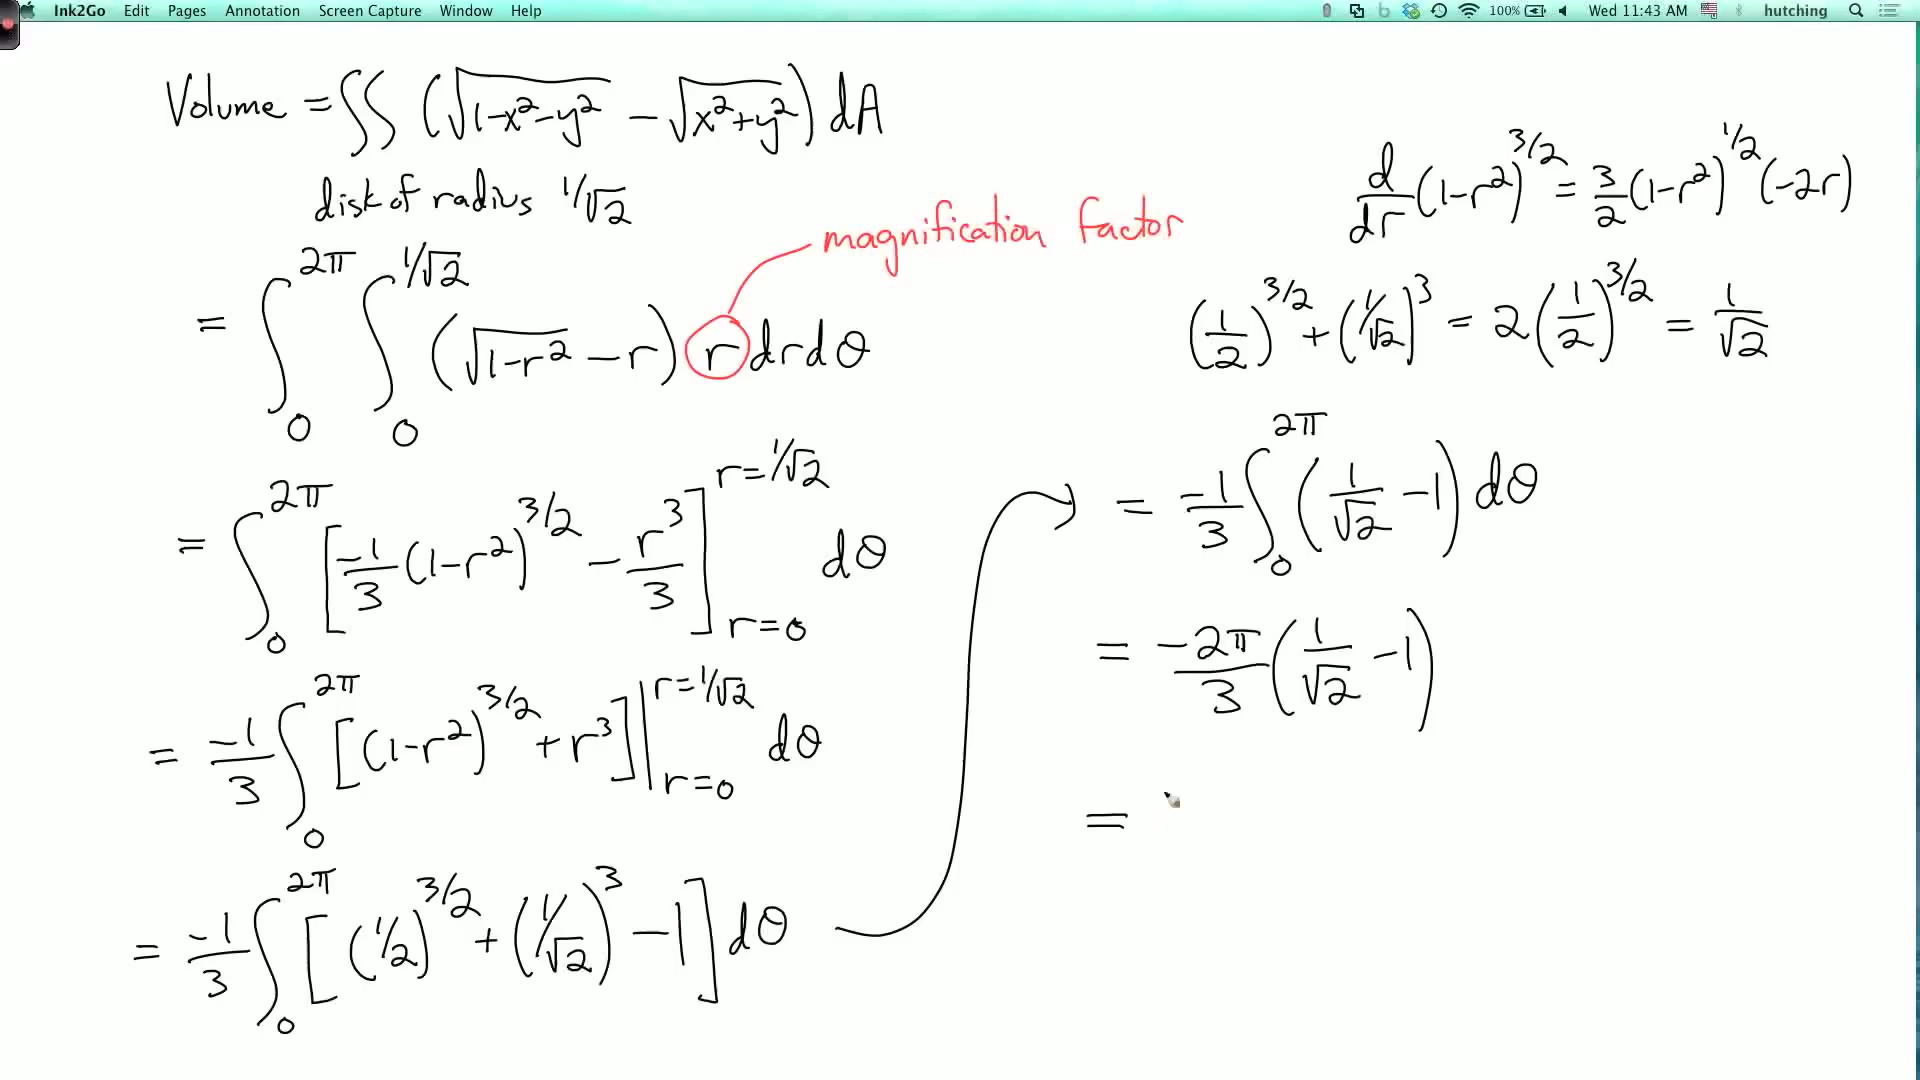 Ink2Go Edit Pages Annotation Screen Capture Window Help 100% Wed 11:43 AM hutching
Volume = ∬ (√(1-x²-y²) - √(x²+y²)) dA
disk of radius 1/√2
= ∫₀^2π ∫₀^1/√2 (√(1-r²) - r) r dr dθ
magnification factor
= ∫₀^2π [-1/3 (1-r²)^3/2 - r³/3]_{r=0}^{r=1/√2} dθ
= -1/3 ∫₀^2π [(1-r²)^3/2 + r³]|_{r=0}^{r=1/√2} dθ
= -1/3 ∫₀^2π [(1/2)^3/2 + (1/√2)³ - 1] dθ
d/dr (1-r²)^3/2 = 3/2 (1-r²)^1/2 (-2r)
(1/2)^3/2 + (1/√2)³ = 2(1/2)^3/2 = 1/√2
= -1/3 ∫₀^2π (1/√2 - 1) dθ
= -2π/3 (1/√2 - 1)
=